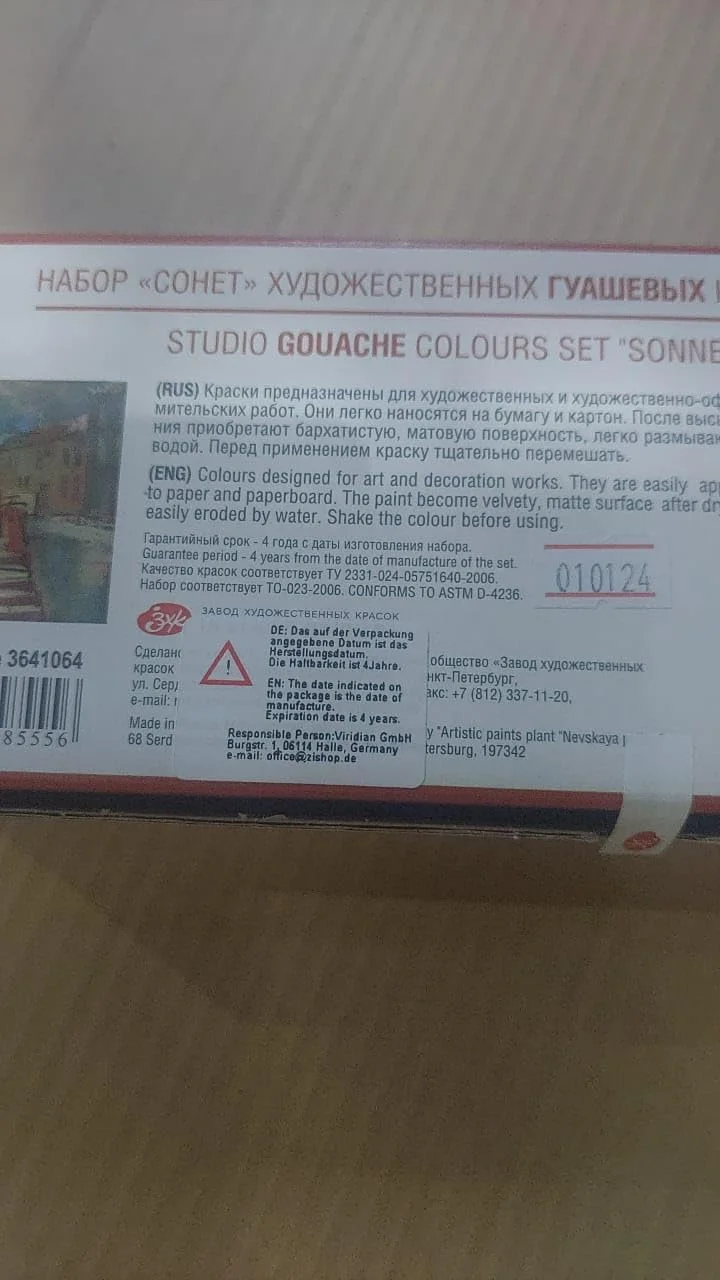 НАБОР «СОНЕТ» ХУДОЖЕСТВЕННЫХ ГУАШЕВЫХ
STUDIO GOUACHE COLOURS SET "SONNE
(RUS) Краски предназначены для художественных и художественно-оф
мительских работ. Они легко наносятся на бумагу и картон. После высы
ния приобретают бархатистую, матовую поверхность, легко размыва
водой. Перед применением краску тщательно перемешать.
(ENG) Colours designed for art and decoration works. They are easily app
to paper and paperboard. The paint become velvety, matte surface after dr
easily eroded by water. Shake the colour before using.
Гарантийный срок - 4 года с даты изготовления набора.
Guarantee period - 4 years from the date of manufacture of the set.
Качество красок соответствует ТУ 2331-024-05751640-2006.
Набор соответствует ТО-023-2006. CONFORMS TO ASTM D-4236.
010124
ЗХК
ЗАВОД ХУДОЖЕСТВЕННЫХ КРАСОК
3641064
85556
Сделано
красок
ул. Сер
e-mail:
Made in
68 Serd
DE: Das auf der Verpackung
angegebene Datum ist das
Herstellungsdatum.
Die Haltbarkeit ist 4Jahre.
EN: The date indicated on
the package is the date of
manufacture.
Expiration date is 4 years.
Responsible Person:Viridian GmbH
Burgstr. 1, 06114 Halle, Germany
e-mail: office@zishop.de
общество «Завод художественных
нкт-Петербург,
акс: +7 (812) 337-11-20,
y "Artistic paints plant "Nevskaya
tersburg, 197342